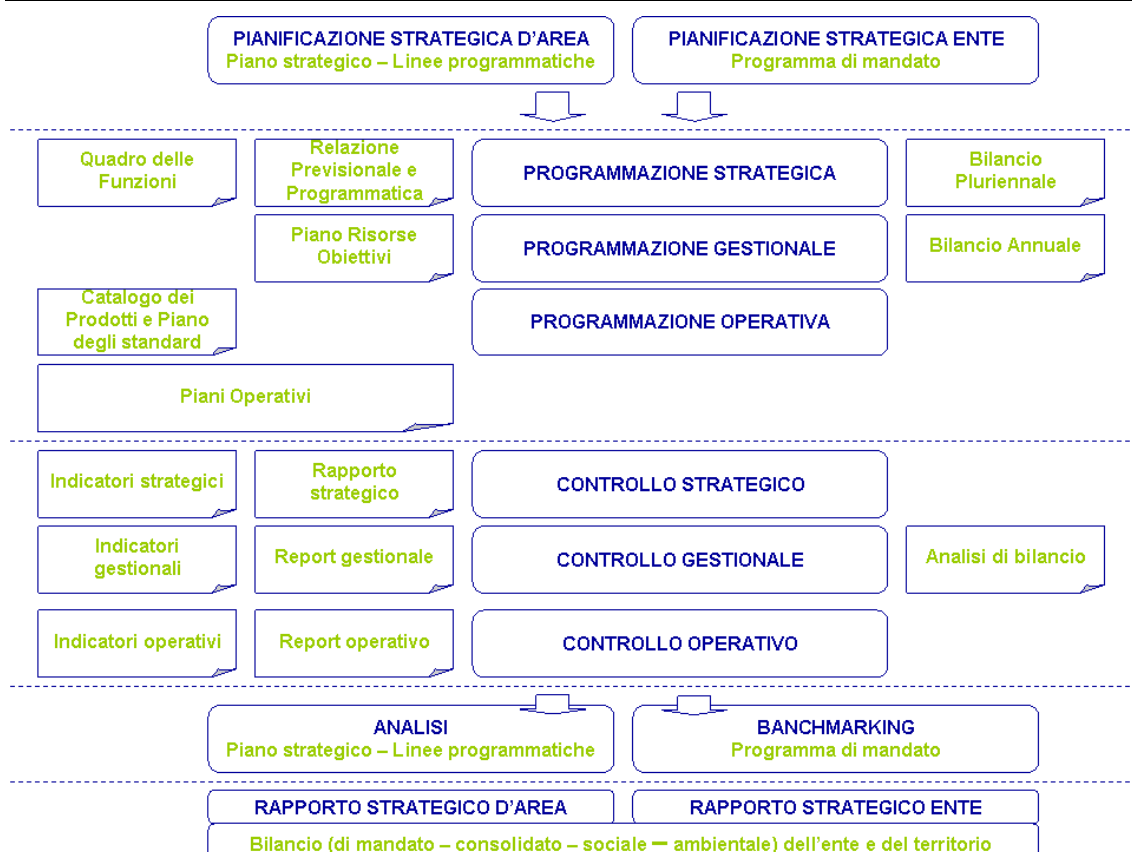 PIANIFICAZIONE STRATEGICA D’AREA
Piano strategico – Linee programmatiche
PIANIFICAZIONE STRATEGICA ENTE
Programma di mandato
Quadro delle
Funzioni
Relazione
Previsionale e
Programmatica
PROGRAMMAZIONE STRATEGICA
Bilancio
Pluriennale
Piano Risorse
Obiettivi
PROGRAMMAZIONE GESTIONALE
Bilancio Annuale
Catalogo dei
Prodotti e Piano
degli standard
PROGRAMMAZIONE OPERATIVA
Piani Operativi
Indicatori strategici
Rapporto
strategico
CONTROLLO STRATEGICO
Indicatori
gestionali
Report gestionale
CONTROLLO GESTIONALE
Analisi di bilancio
Indicatori operativi
Report operativo
CONTROLLO OPERATIVO
ANALISI
Piano strategico – Linee programmatiche
BANCHMARKING
Programma di mandato
RAPPORTO STRATEGICO D’AREA
RAPPORTO STRATEGICO ENTE
Bilancio (di mandato – consolidato – sociale – ambientale) dell’ente e del territorio